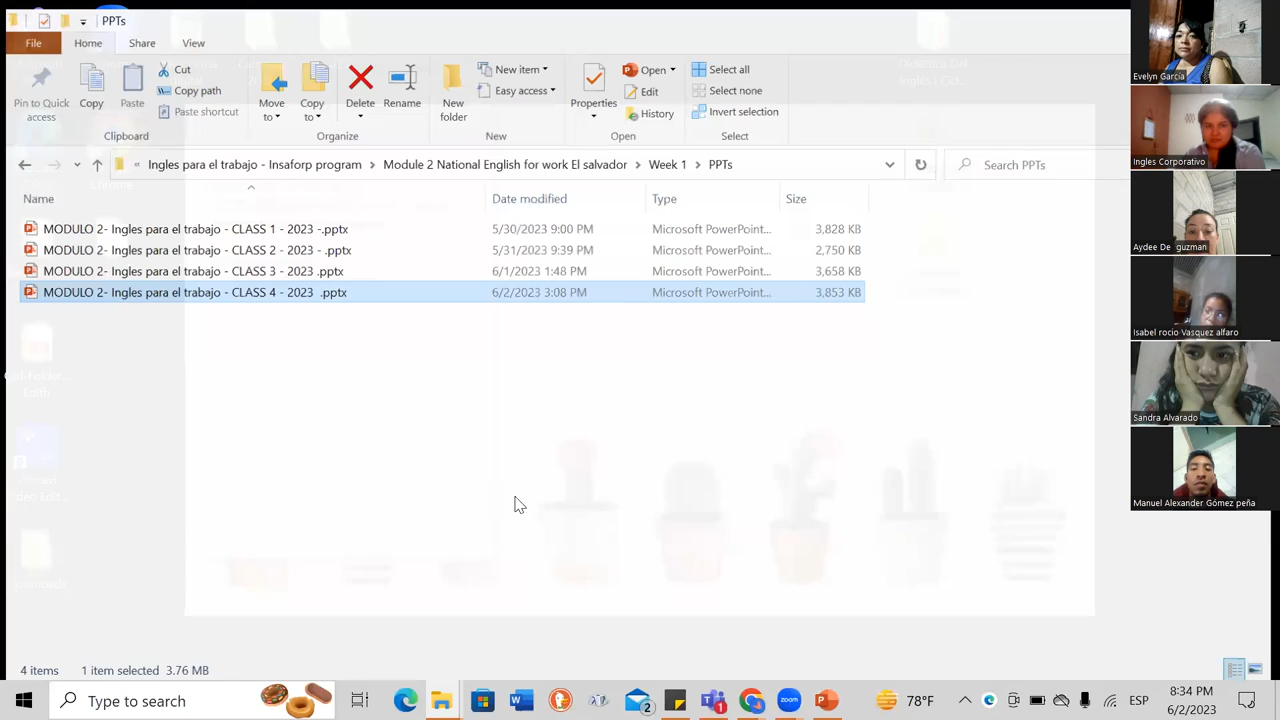 PPTs
File
Home
Share
View
Pin to Quick access
Copy
Paste
Cut
Copy path
Paste shortcut
Clipboard
Move to
Copy to
Delete
Rename
Organize
New folder
New item
Easy access
New
Properties
Open
Edit
History
Open
Select all
Select none
Invert selection
Select
« Ingles para el trabajo - Insaforp program > Module 2 National English for work El salvador > Week 1 > PPTs
Search PPTs
Name Date modified Type Size
MODULO 2- Ingles para el trabajo - CLASS 1 - 2023 -.pptx 5/30/2023 9:00 PM Microsoft PowerPoint... 3,828 KB
MODULO 2- Ingles para el trabajo - CLASS 2 - 2023 -.pptx 5/31/2023 9:39 PM Microsoft PowerPoint... 2,750 KB
MODULO 2- Ingles para el trabajo - CLASS 3 - 2023 .pptx 6/1/2023 1:48 PM Microsoft PowerPoint... 3,658 KB
MODULO 2- Ingles para el trabajo - CLASS 4 - 2023 .pptx 6/2/2023 3:08 PM Microsoft PowerPoint... 3,853 KB
Edith
4 items 1 item selected 3.76 MB
Type to search
2
1
zoom
78°F
ESP
8:34 PM
6/2/2023
Evelyn García
Ingles Corporativo
Aydee De guzman
Isabel rocio Vasquez alfaro
Sandra Alvarado
Manuel Alexander Gómez peña